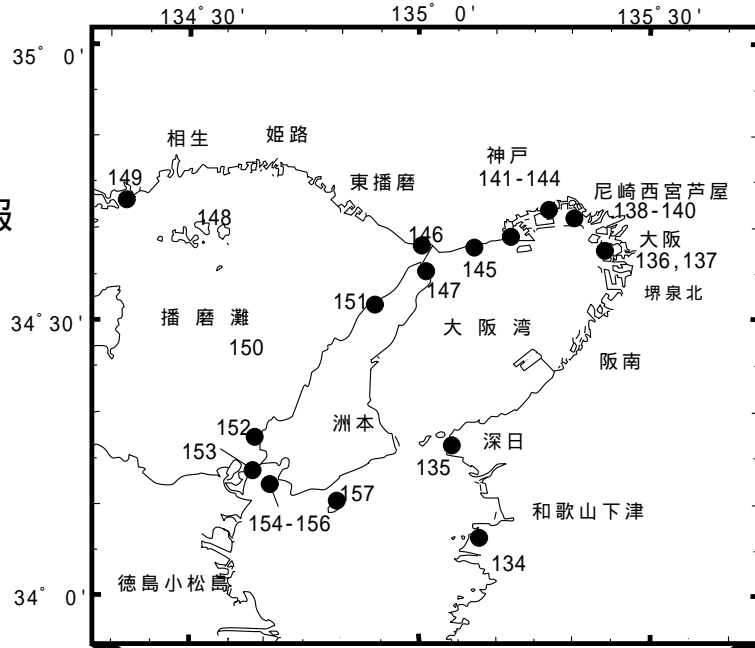 134° 30'
135° 0'
135° 30'
35° 0'
相生
姫路
神戸
141-144
149
東播磨
尼崎西宮芦屋
138-140
報
148
146
大阪
136,137
145
147
堺泉北
151
34° 30'
播磨灘
大阪湾
150
阪南
152
洲本
深日
153
135
157
154-156
和歌山下津
134
徳島小松島
34° 0'